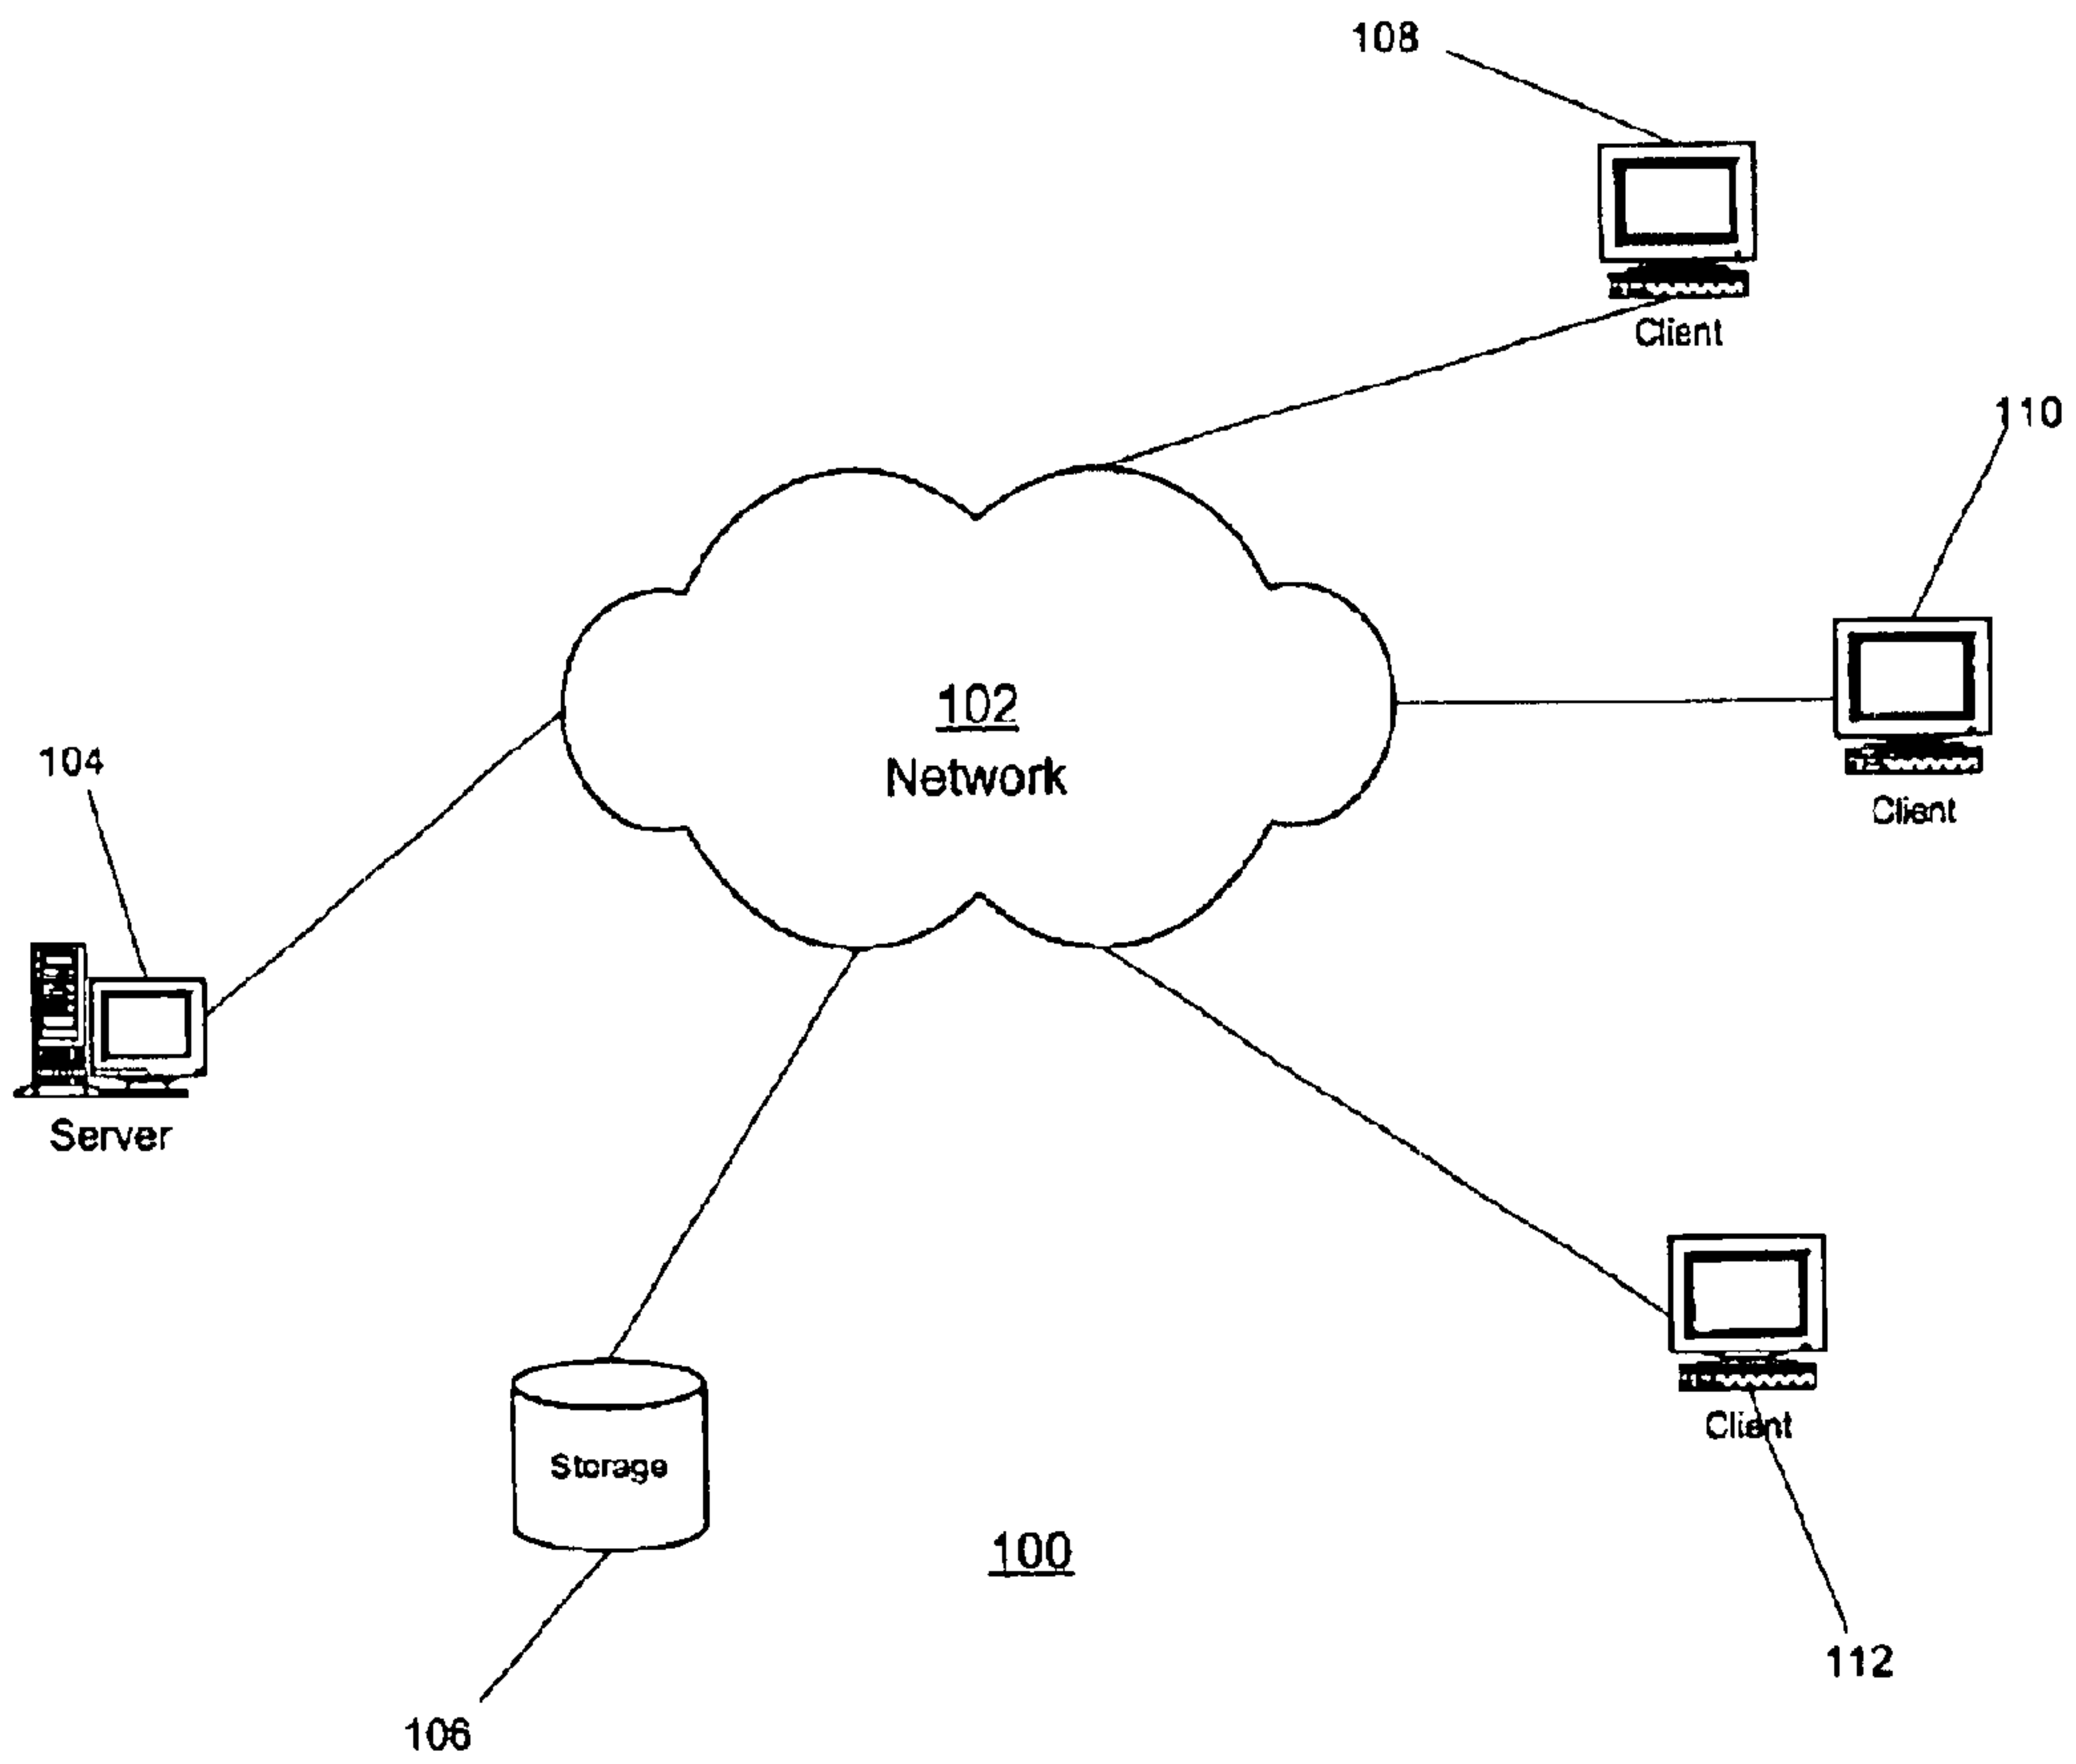 108
Client
110
102
Network
Client
104
Server
Client
Storage
100
112
106